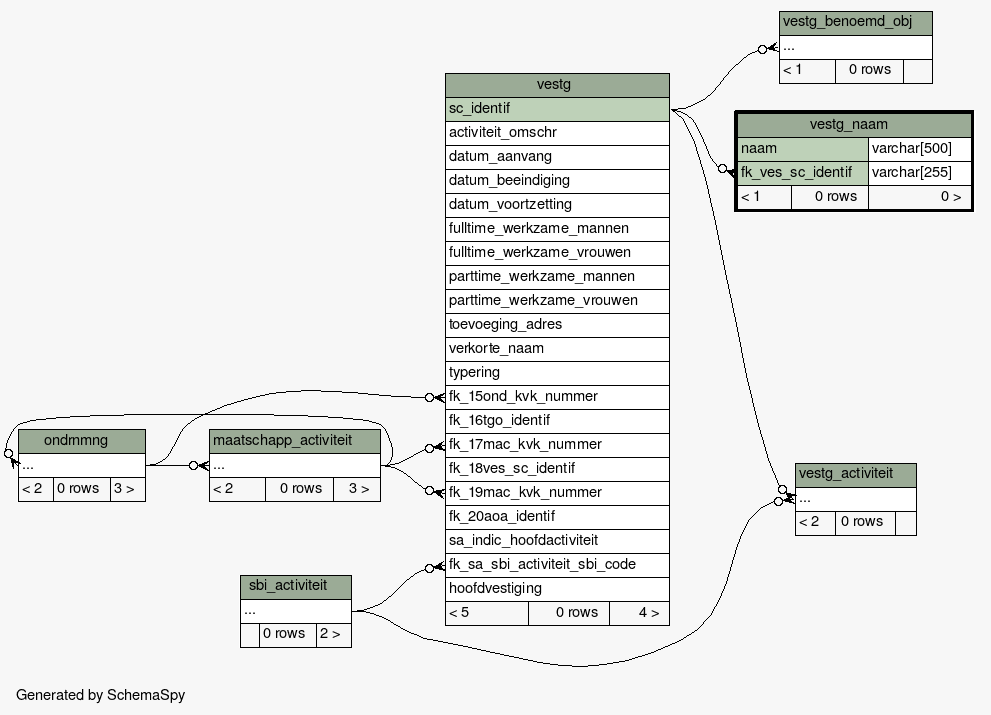 vestg_benoemd_obj
...
< 1 0 rows
vestg
sc_identif
activiteit_omschr
datum_aanvang
datum_beeindiging
datum_voortzetting
fulltime_werkzame_mannen
fulltime_werkzame_vrouwen
parttime_werkzame_mannen
parttime_werkzame_vrouwen
toevoeging_adres
verkorte_naam
typering
fk_15ond_kvk_nummer
fk_16tgo_identif
fk_17mac_kvk_nummer
fk_18ves_sc_identif
fk_19mac_kvk_nummer
fk_20aoa_identif
sa_indic_hoofdactiviteit
fk_sa_sbi_activiteit_sbi_code
hoofdvestiging
< 5 0 rows 4 >
vestg_naam
naam varchar[500]
fk_ves_sc_identif varchar[255]
< 1 0 rows 0 >
ondmmng
...
< 2 0 rows 3 >
maatschapp_activiteit
...
< 2 0 rows 3 >
vestg_activiteit
...
< 2 0 rows
sbi_activiteit
...
0 rows 2 >
Generated by SchemaSpy